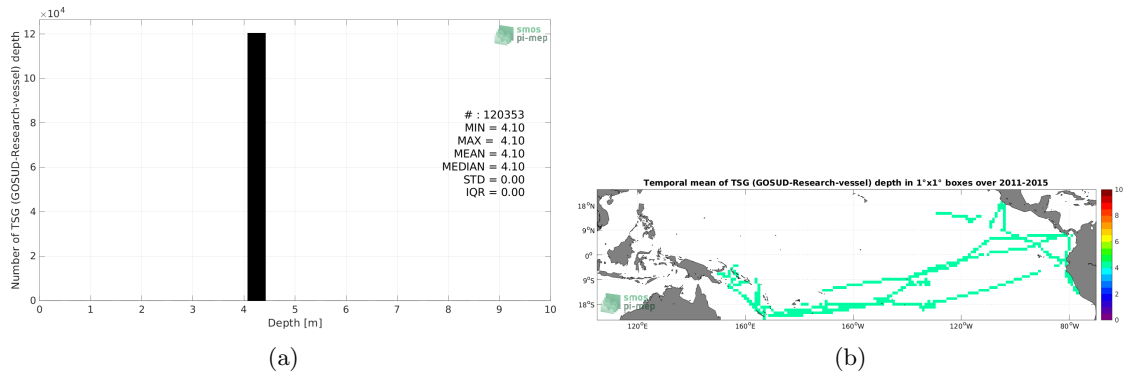 ×10⁴
12
10
8
6
4
2
0
Number of TSG (GOSUD-Research-vessel) depth
smos
pi-mep
# : 120353
MIN = 4.10
MAX = 4.10
MEAN = 4.10
MEDIAN = 4.10
STD = 0.00
IQR = 0.00
0 1 2 3 4 5 6 7 8 9 10
Depth [m]
(a)
Temporal mean of TSG (GOSUD-Research-vessel) depth in 1°x1° boxes over 2011-2015
18°N
9°N
0°
9°S
18°S
smos
pi-mep
120°E 160°E 160°W 120°W 80°W
10
8
6
4
2
0
(b)